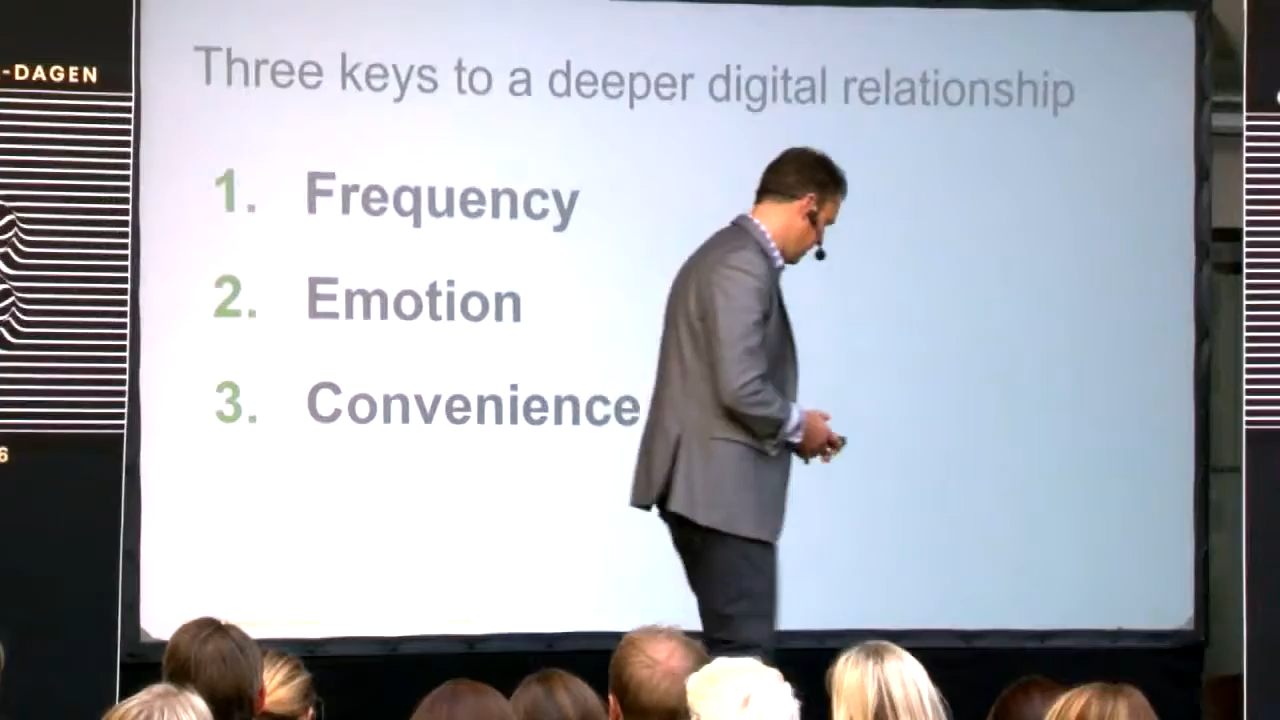 -DAGEN
Three keys to a deeper digital relationship
1. Frequency
2. Emotion
3. Convenience
6